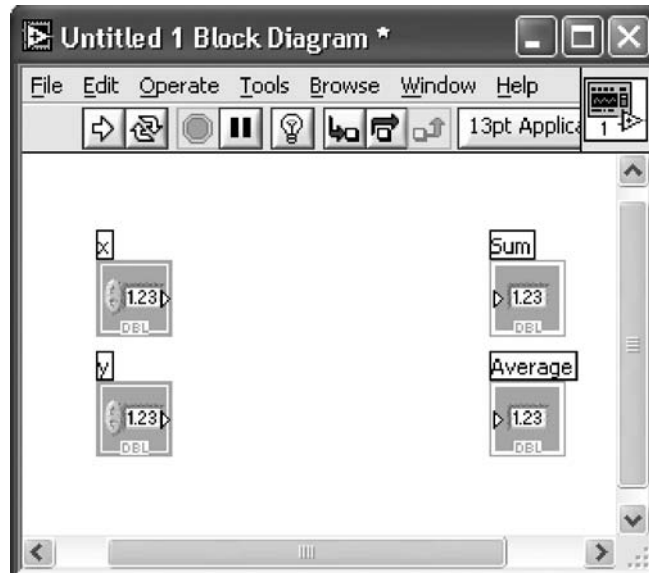 Untitled 1 Block Diagram *
File Edit Operate Tools Browse Window Help
13pt Applica
1
x
1.23
DBL
Sum
1.23
DBL
y
1.23
DBL
Average
1.23
DBL